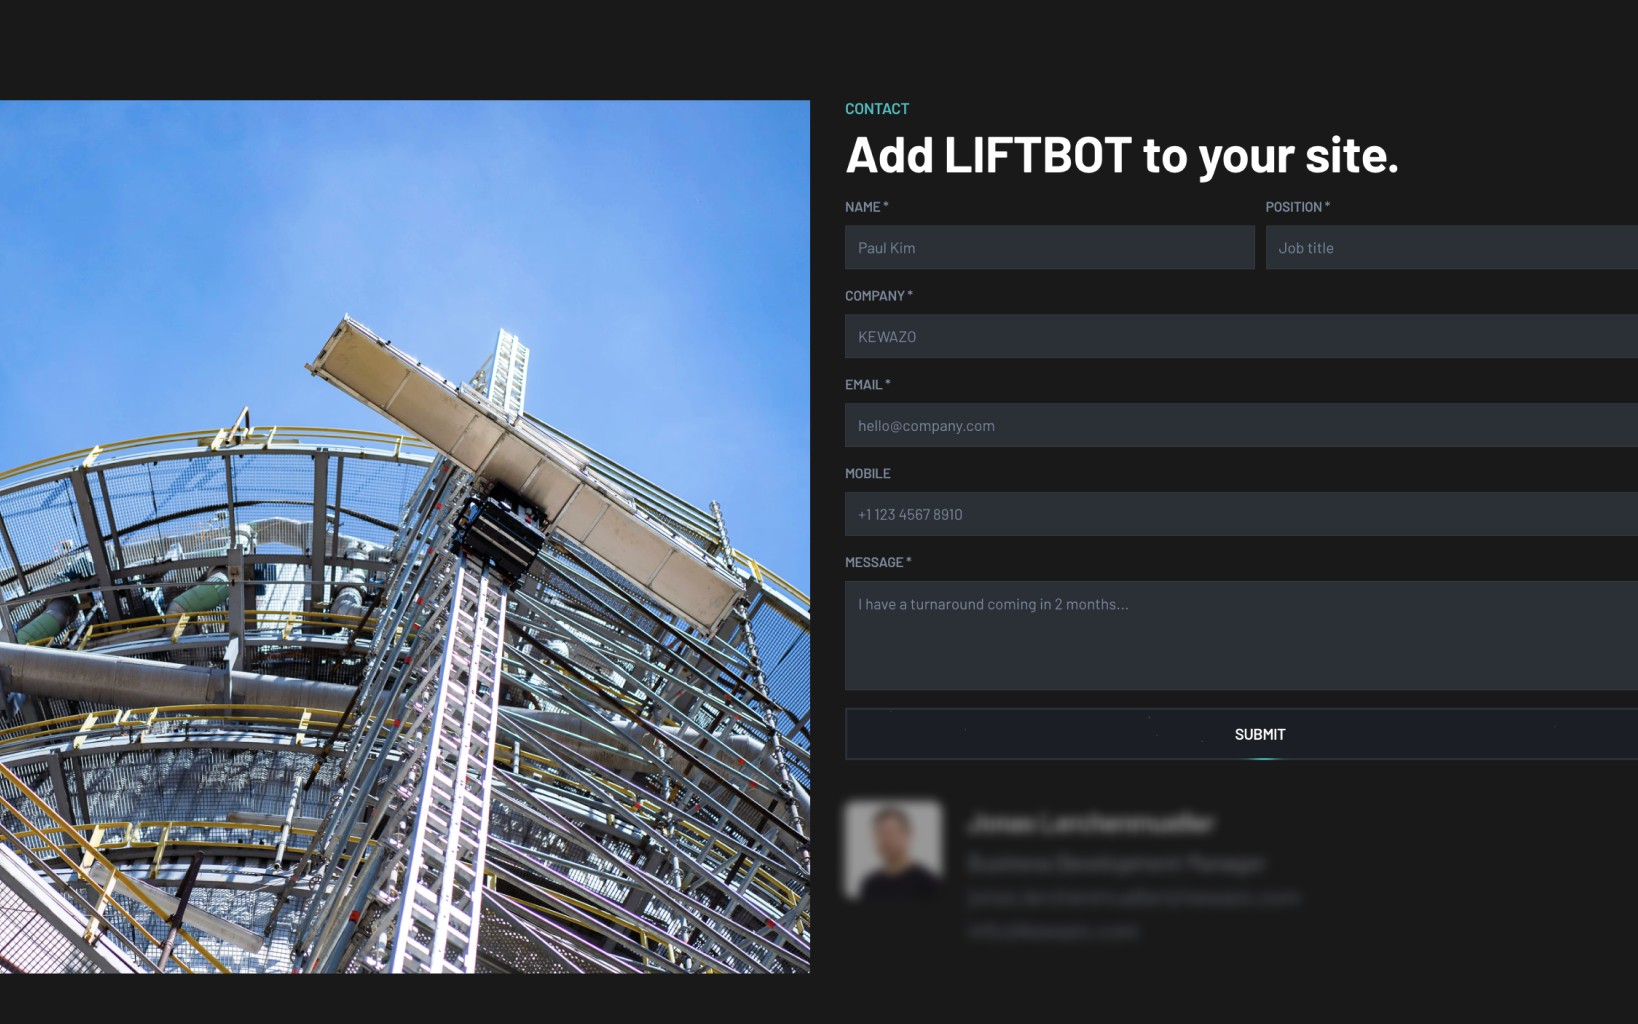 CONTACT
Add LIFTBOT to your site.
NAME * POSITION *
Paul Kim Job title
COMPANY *
KEWAZO
EMAIL *
hello@company.com
MOBILE
+1 123 4567 8910
MESSAGE *
I have a turnaround coming in 2 months...
SUBMIT